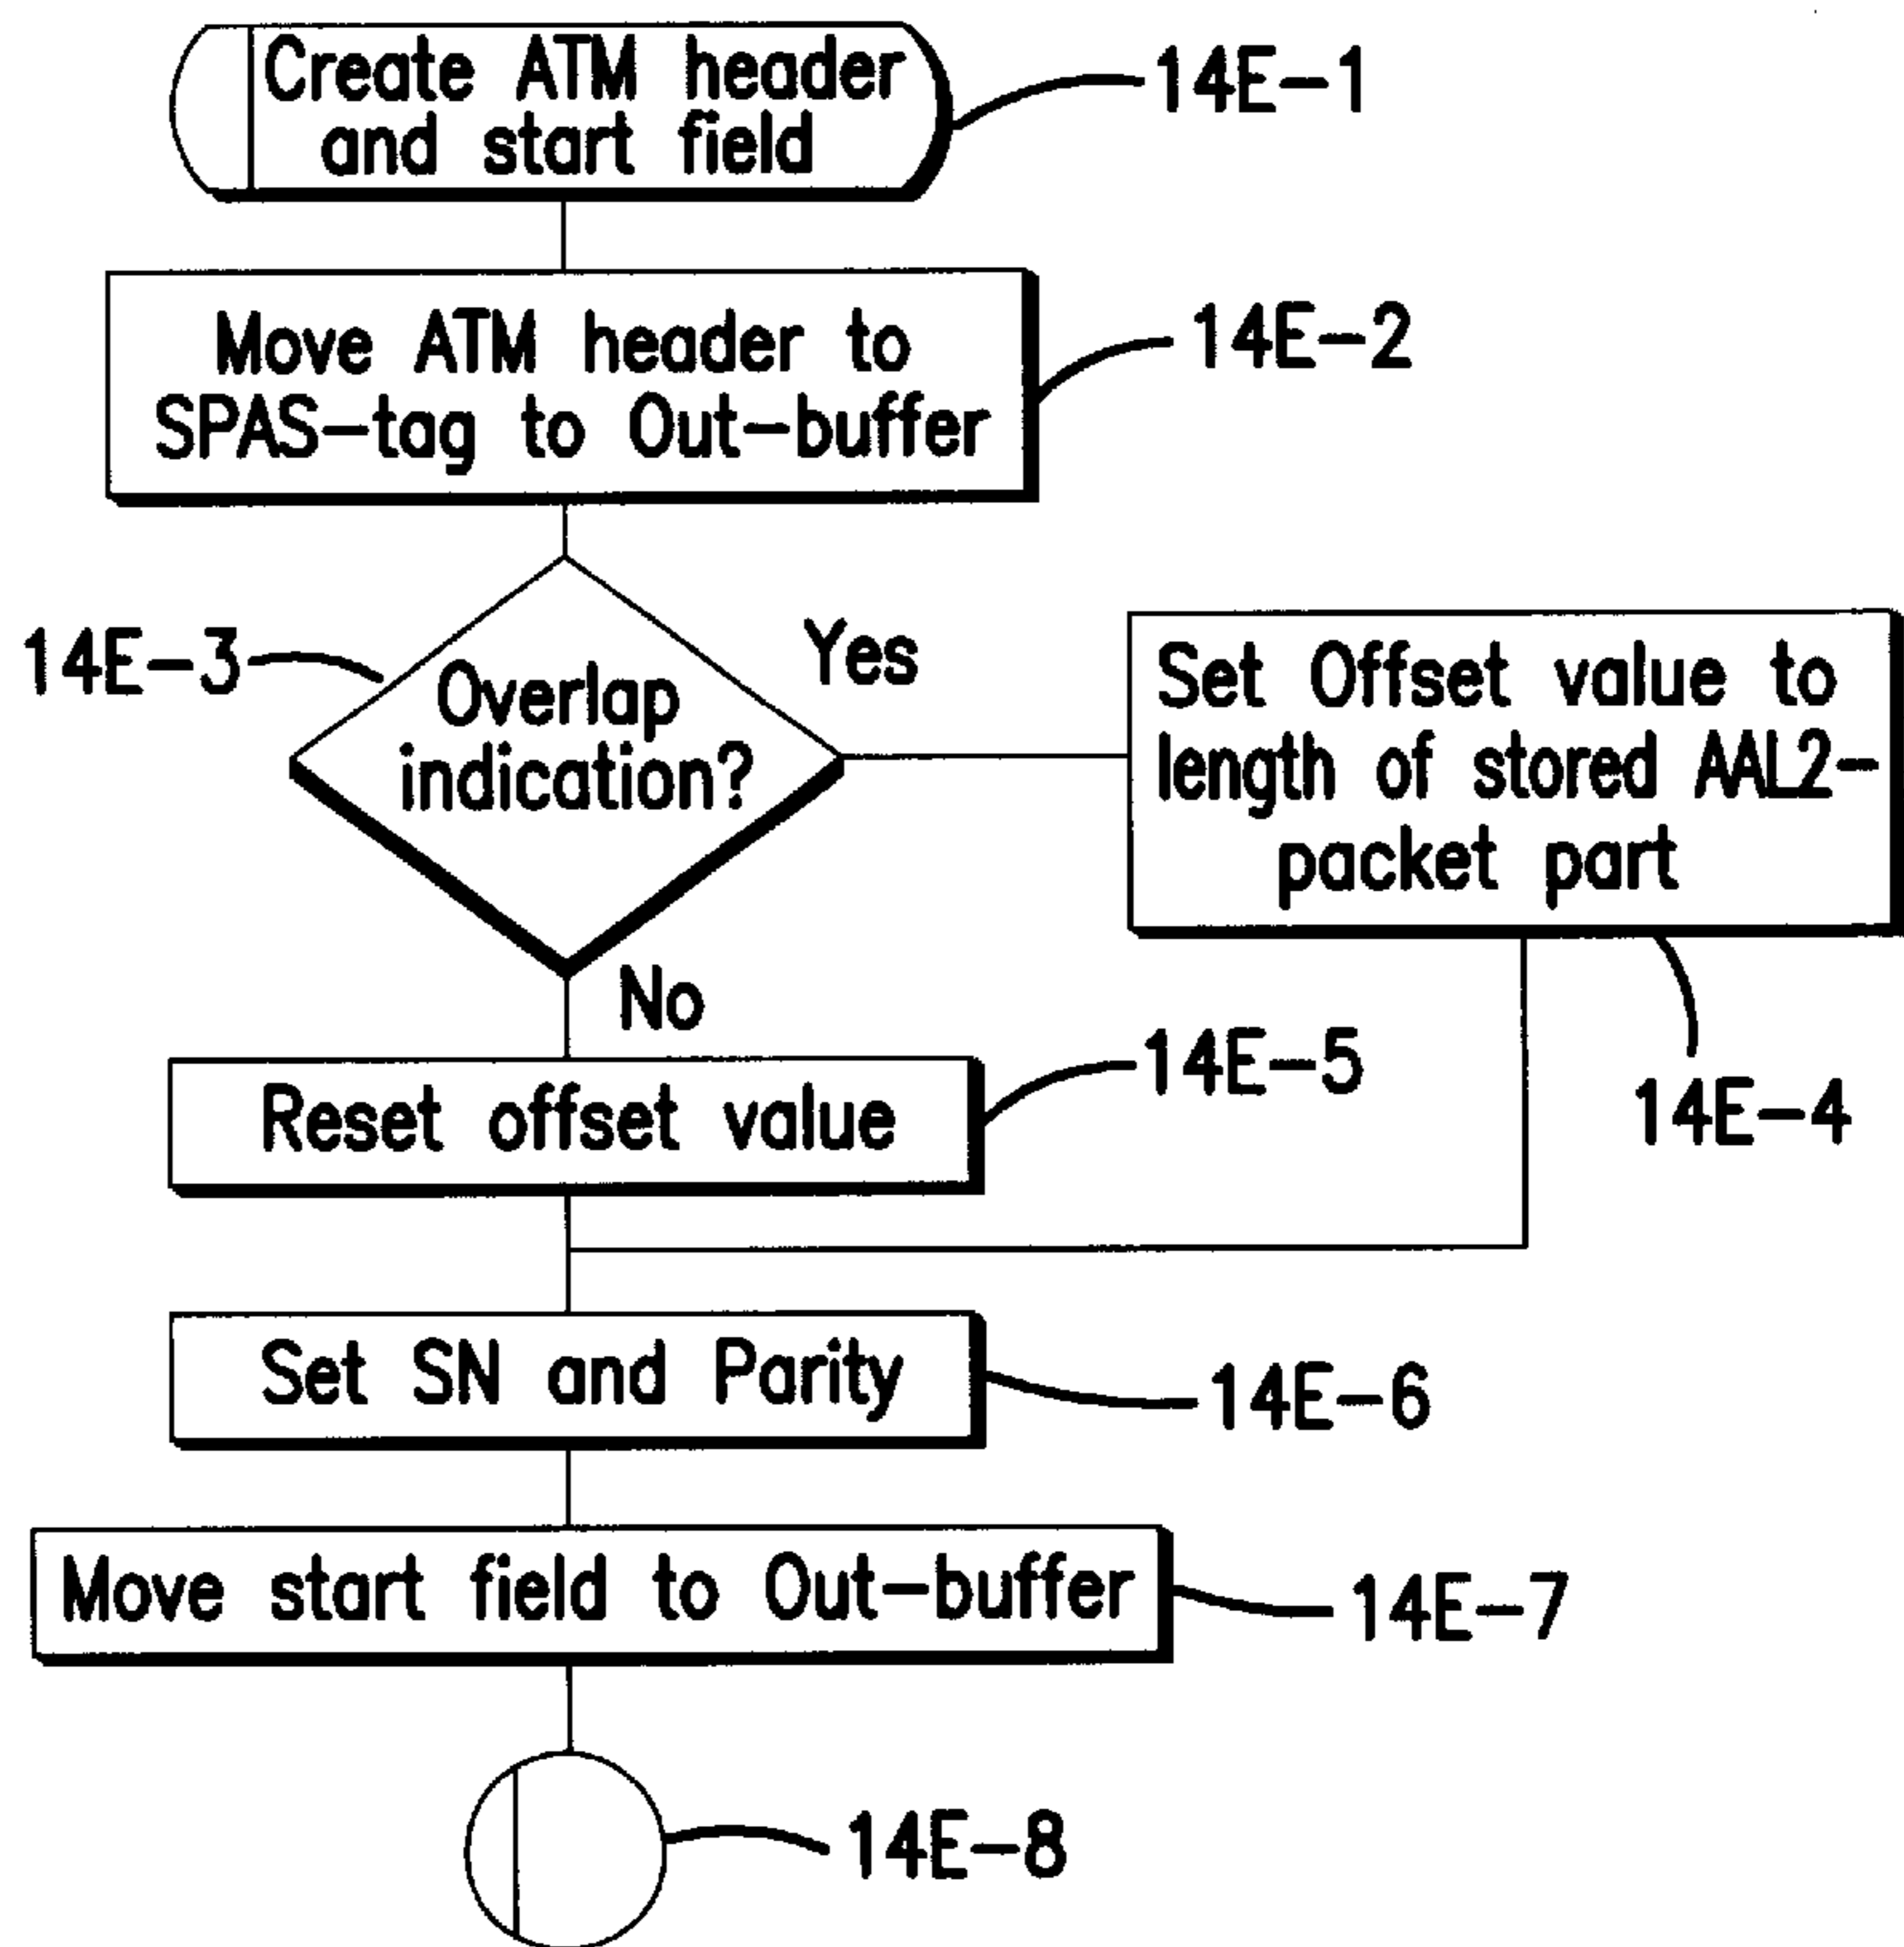 Create ATM header
and start field
14E-1
Move ATM header to
SPAS-tag to Out-buffer
14E-2
14E-3
Overlap
indication?
Yes
Set Offset value to
length of stored AAL2-
packet part
14E-4
No
Reset offset value
14E-5
Set SN and Parity
14E-6
Move start field to Out-buffer
14E-7
14E-8